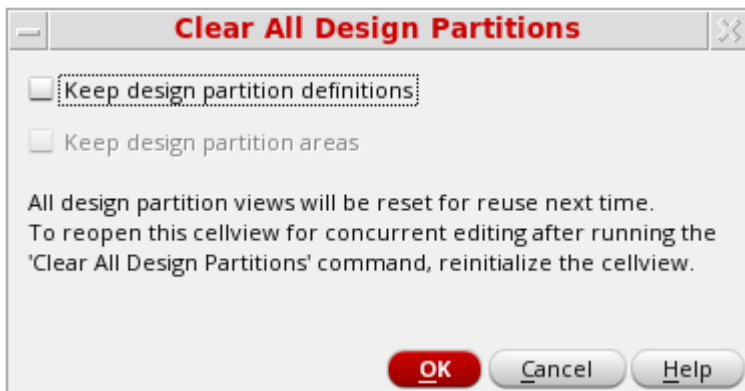 Clear All Design Partitions
Keep design partition definitions
Keep design partition areas
All design partition views will be reset for reuse next time.
To reopen this cellview for concurrent editing after running the
'Clear All Design Partitions' command, reinitialize the cellview.
OK Cancel Help